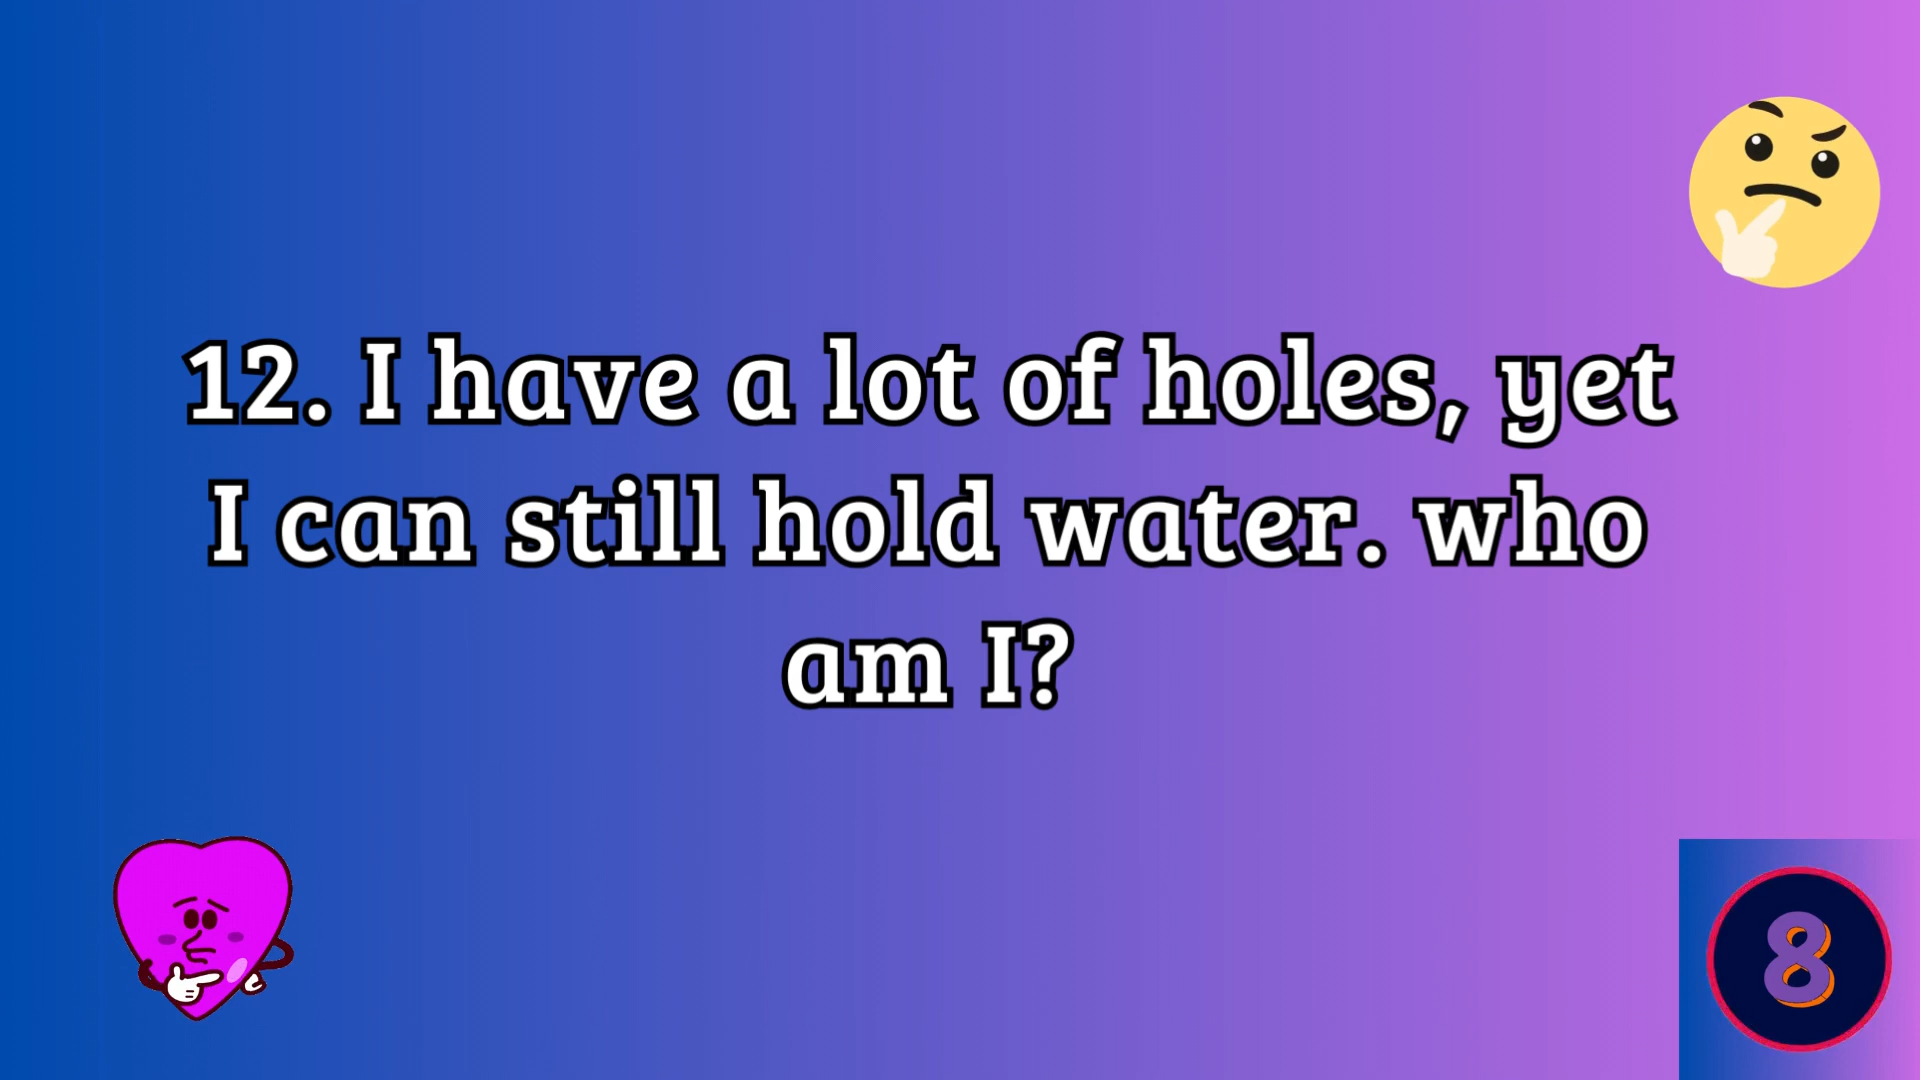 12. I have a lot of holes, yet
I can still hold water. who
am I?
8